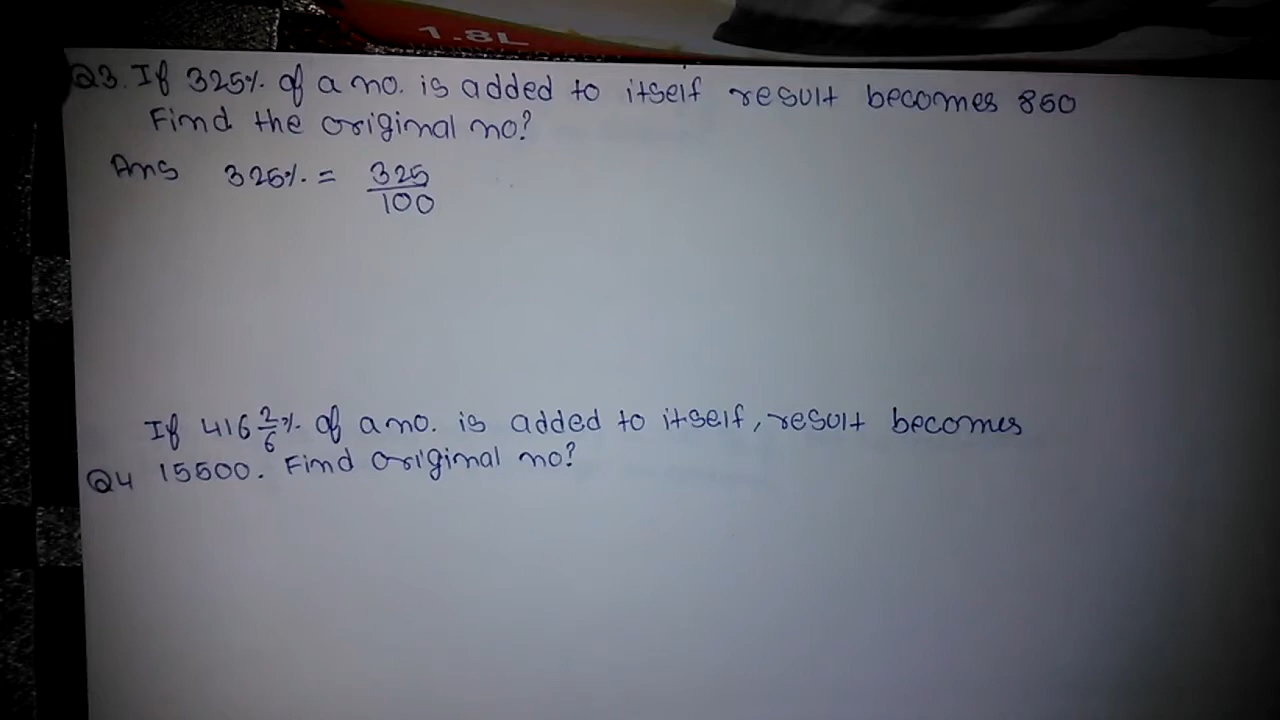 1.8L
Q3. If 325% of a no. is added to itself result becomes 850
Find the original no?
Ans 325% = 325/100
If 416 2/6 % of a no. is added to itself, result becomes
Q4 15500. Find original no?